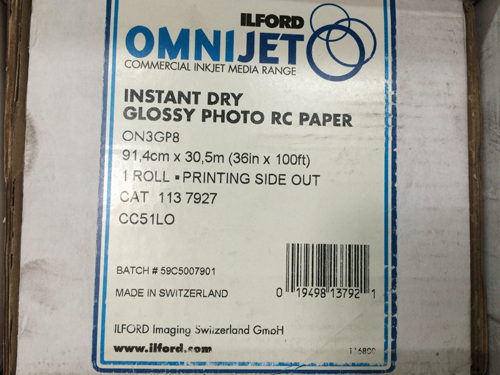 ILFORD
OMNIJET
COMMERCIAL INKJET MEDIA RANGE
INSTANT DRY
GLOSSY PHOTO RC PAPER
ON3GP8
91,4cm x 30,5m (36in x 100ft)
1 ROLL ▪ PRINTING SIDE OUT
CAT 113 7927
CC51LO
BATCH # 59C5007901
MADE IN SWITZERLAND
0 19498 13792 1
ILFORD Imaging Switzerland GmbH
www.ilford.com
116800